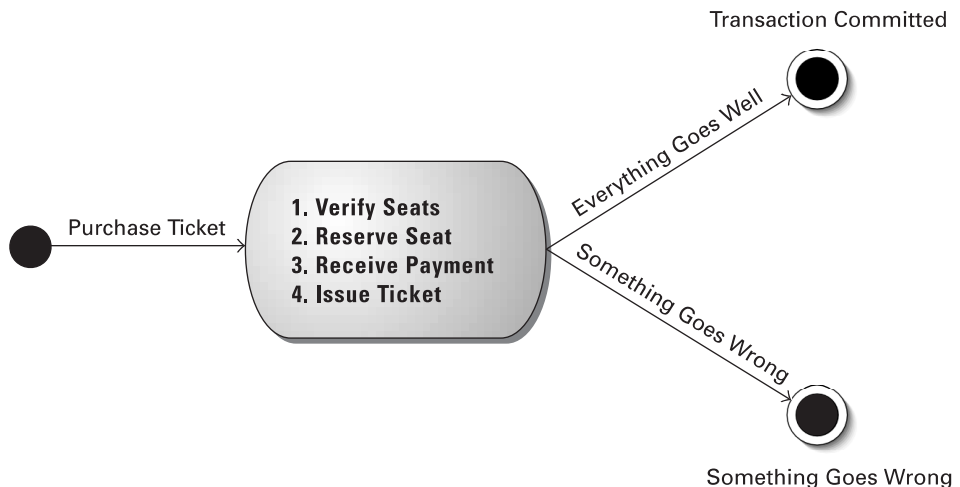 Transaction Committed
Everything Goes Well
Purchase Ticket
1. Verify Seats
2. Reserve Seat
3. Receive Payment
4. Issue Ticket
Something Goes Wrong
Something Goes Wrong